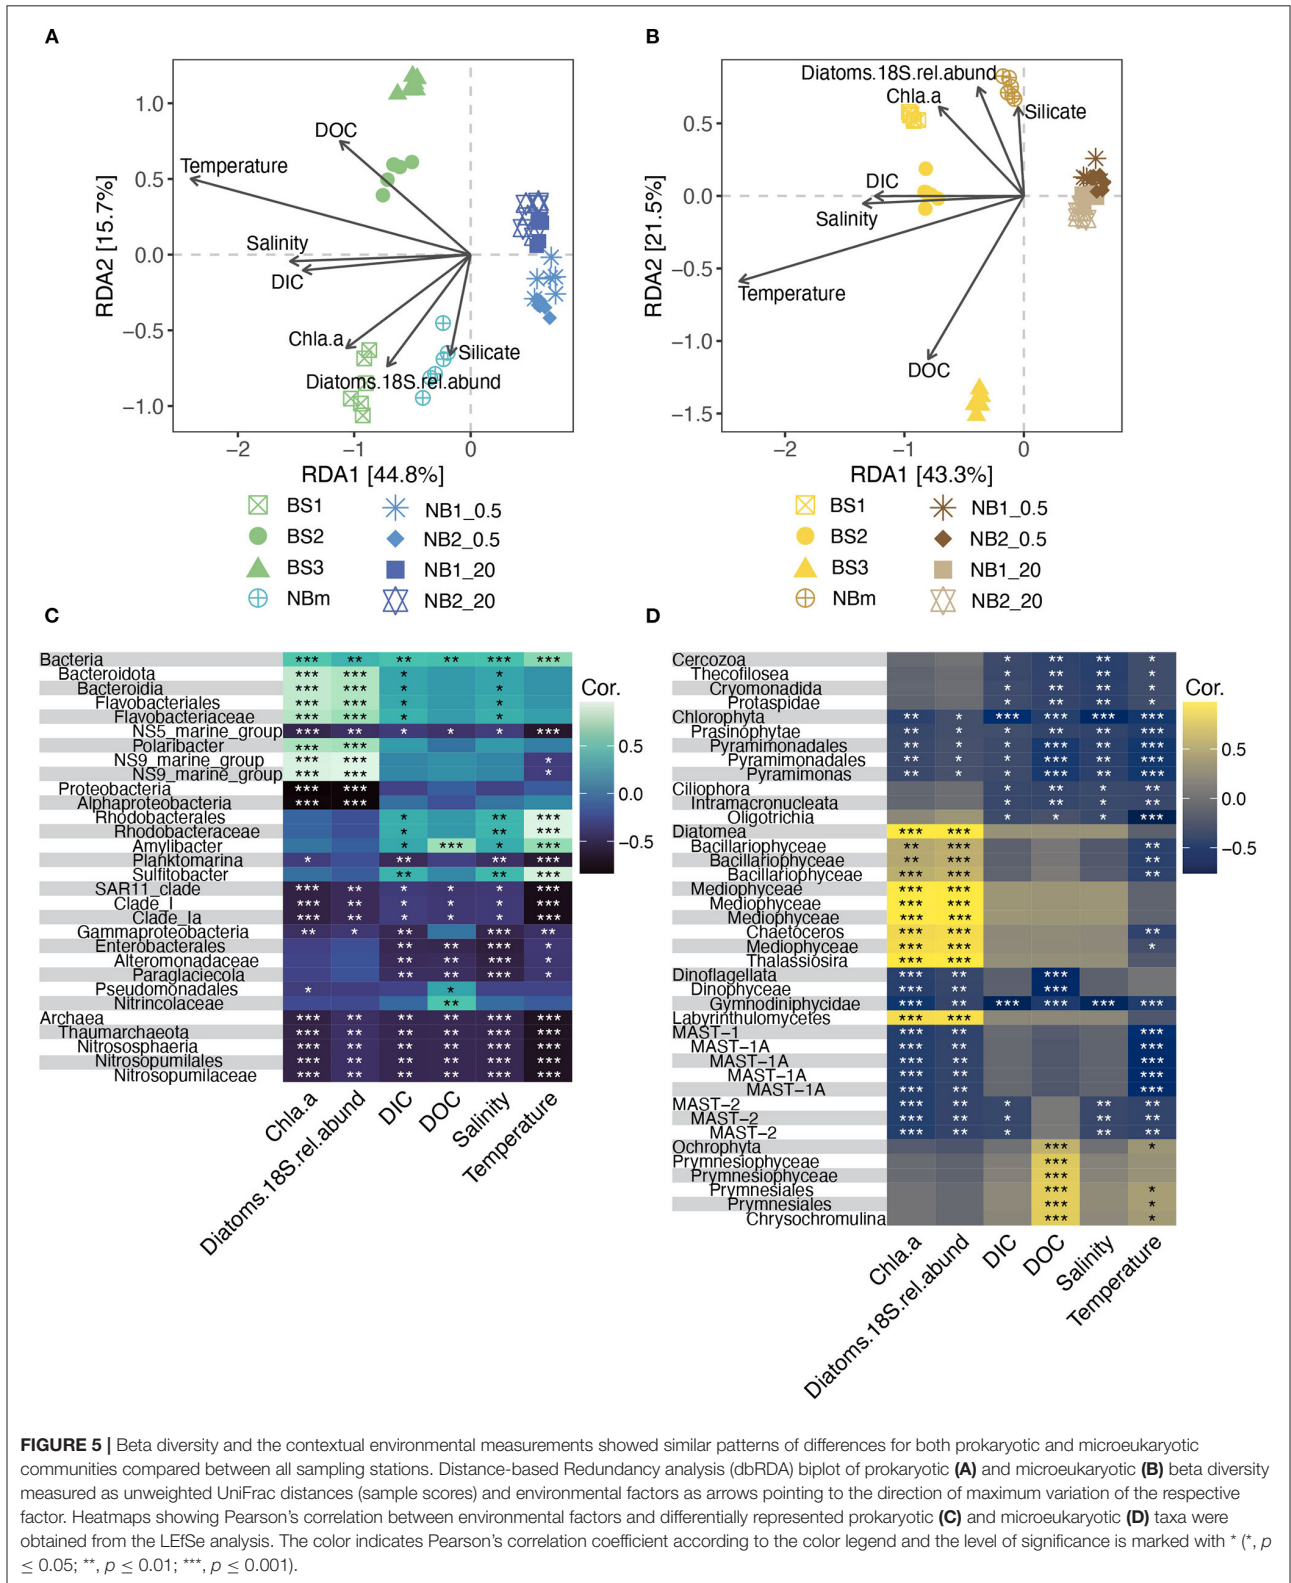 A
B
DOC
Temperature
Salinity
DIC
Chla.a
Silicate
Diatoms.18S.rel.abund
1.0
0.5
0.0
−0.5
−1.0
−2
−1
0
RDA2 [15.7%]
RDA1 [44.8%]
Diatoms.18S.rel.abund
Chla.a
Silicate
DIC
Salinity
Temperature
DOC
0.5
0.0
−0.5
−1.0
−1.5
−2
−1
0
RDA2 [21.5%]
RDA1 [43.3%]
BS1
NB1_0.5
BS2
NB2_0.5
BS3
NB1_20
NBm
NB2_20
BS1
NB1_0.5
BS2
NB2_0.5
BS3
NB1_20
NBm
NB2_20
C
Bacteria *** ** ** ** *** ***
Bacteroidota *** *** * *
Bacteroidia *** *** * *
Flavobacteriales *** *** * *
Flavobacteriaceae *** *** * *
NS5_marine_group *** ** * * * ***
Polaribacter *** ***
NS9_marine_group *** *** *
NS9_marine_group *** *** *
Proteobacteria *** ***
Alphaproteobacteria *** ***
Rhodobacterales * ** ***
Rhodobacteraceae * ** ***
Amylibacter * *** * ***
Planktomarina * ** ** ***
Sulfitobacter ** ** ***
SAR11_clade *** ** * * * ***
Clade_I *** ** * * * ***
Clade_Ia *** ** * * * ***
Gammaproteobacteria ** * ** *** **
Enterobacterales ** ** *** *
Alteromonadaceae ** ** *** *
Paraglaciecola ** ** *** *
Pseudomonadales * *
Nitrincolaceae **
Archaea *** ** ** ** *** ***
Thaumarchaeota *** ** ** ** *** ***
Nitrososphaeria *** ** ** ** *** ***
Nitrosopumilales *** ** ** ** *** ***
Nitrosopumilaceae *** ** ** ** *** ***
Chla.a
Diatoms.18S.rel.abund
DIC
DOC
Salinity
Temperature
Cor.
0.5
0.0
−0.5
D
Cercozoa * ** ** *
Thecofilosea * ** ** *
Cryomonadida * ** ** *
Protaspidae * ** ** *
Chlorophyta ** * *** *** *** ***
Prasinophytae ** * * ** ** ***
Pyramimonadales ** * * *** ** ***
Pyramimonadales ** * * *** ** ***
Pyramimonas ** * * *** ** ***
Ciliophora * ** * **
Intramacronucleata * ** * **
Oligotrichia * * * ***
Diatomea *** ***
Bacillariophyceae ** *** **
Bacillariophyceae ** *** **
Bacillariophyceae *** *** **
Mediophyceae *** ***
Mediophyceae *** ***
Mediophyceae *** ***
Chaetoceros *** *** **
Mediophyceae *** *** *
Thalassiosira *** ***
Dinoflagellata *** ** ***
Dinophyceae *** ** ***
Gymnodiniphycidae *** ** *** *** *** ***
Labyrinthulomycetes *** ***
MAST−1 *** ** ***
MAST−1A *** ** ***
MAST−1A *** ** ***
MAST−1A *** ** ***
MAST−1A *** ** ***
MAST−2 *** ** * ** **
MAST−2 *** ** * ** **
MAST−2 *** ** * ** **
Ochrophyta *** *
Prymnesiophyceae ***
Prymnesiophyceae ***
Prymnesiales *** *
Prymnesiales *** *
Chrysochromulina *** *
Chla.a
Diatoms.18S.rel.abund
DIC
DOC
Salinity
Temperature
Cor.
0.5
0.0
−0.5
FIGURE 5 | Beta diversity and the contextual environmental measurements showed similar patterns of differences for both prokaryotic and microeukaryotic
communities compared between all sampling stations. Distance-based Redundancy analysis (dbRDA) biplot of prokaryotic (A) and microeukaryotic (B) beta diversity
measured as unweighted UniFrac distances (sample scores) and environmental factors as arrows pointing to the direction of maximum variation of the respective
factor. Heatmaps showing Pearson's correlation between environmental factors and differentially represented prokaryotic (C) and microeukaryotic (D) taxa were
obtained from the LEfSe analysis. The color indicates Pearson's correlation coefficient according to the color legend and the level of significance is marked with * (*, p
≤ 0.05; **, p ≤ 0.01; ***, p ≤ 0.001).